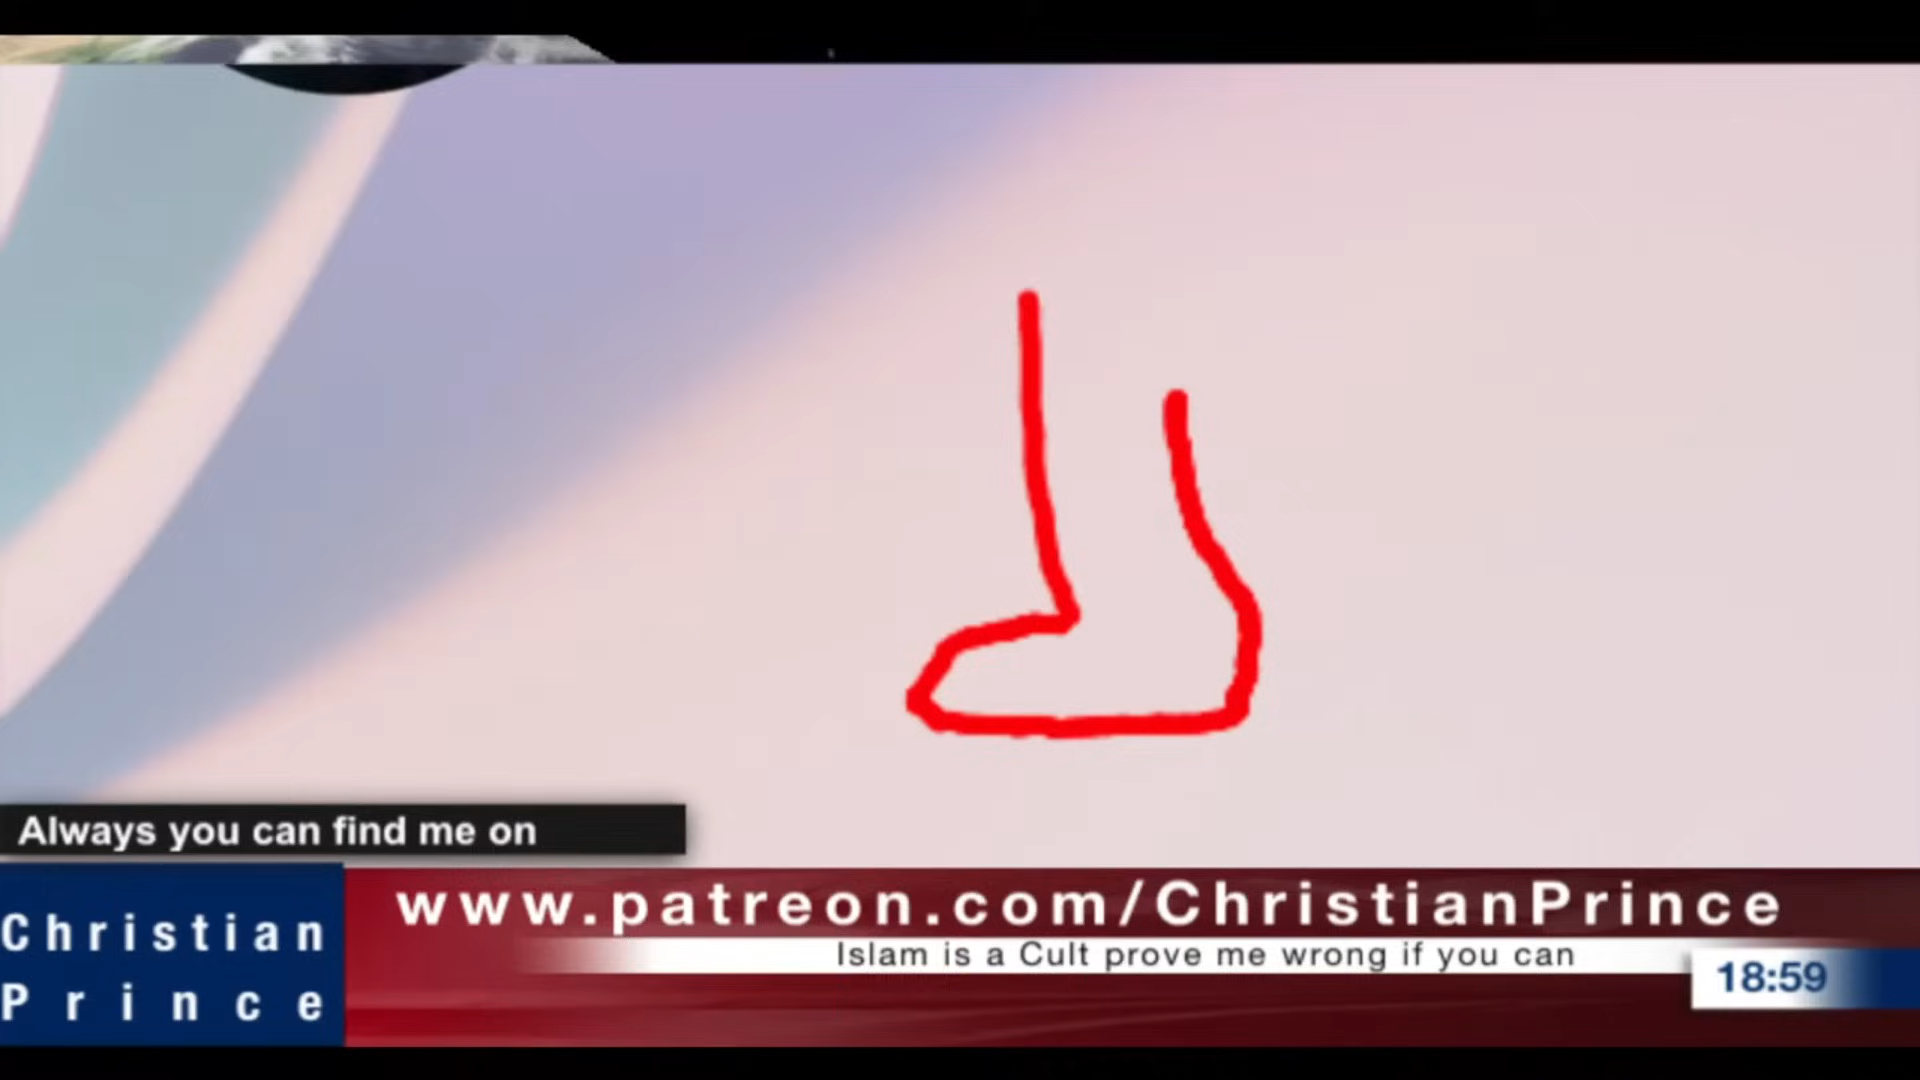 Always you can find me on
Christian
Prince
www.patreon.com/ChristianPrince
Islam is a Cult prove me wrong if you can
18:59